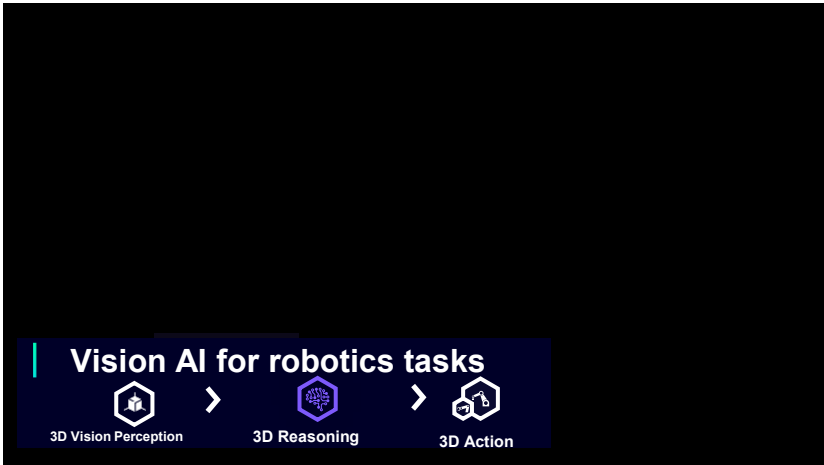 Vision AI for robotics tasks
3D Vision Perception
3D Reasoning
3D Action